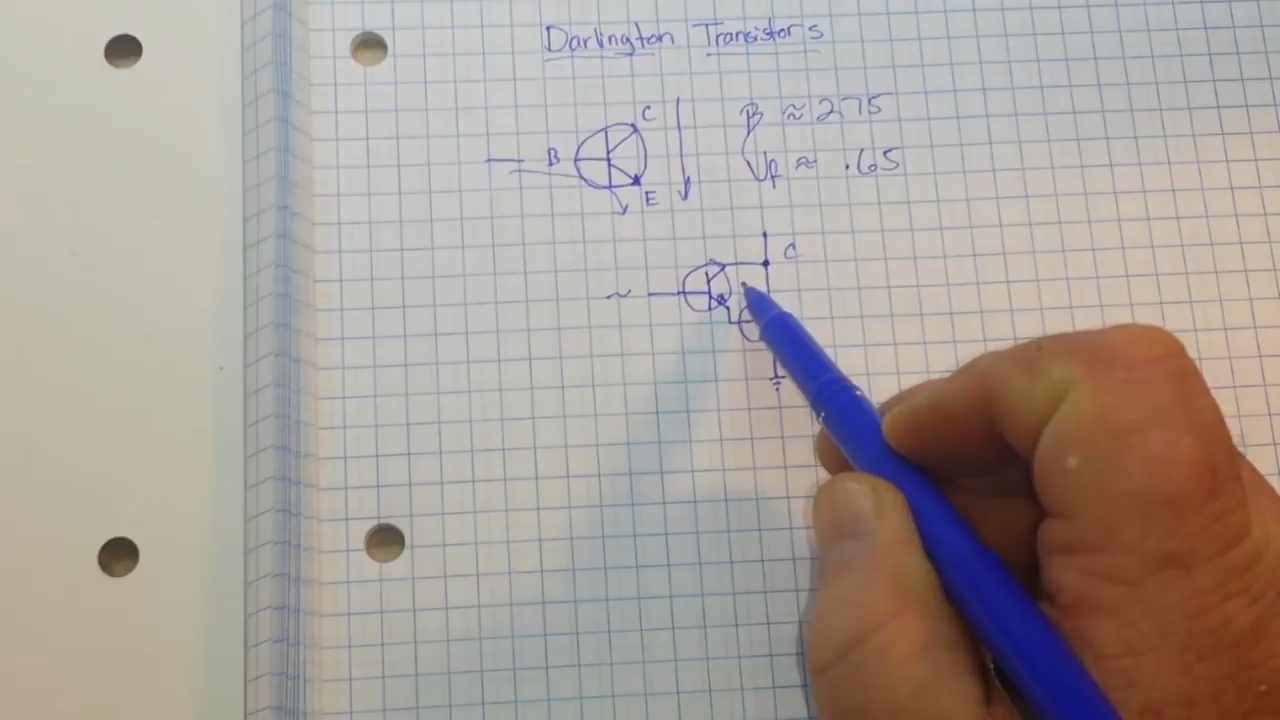 Darlington Transistors
C
B
E
β ≈ 275
Vf ≈ .65
~
C